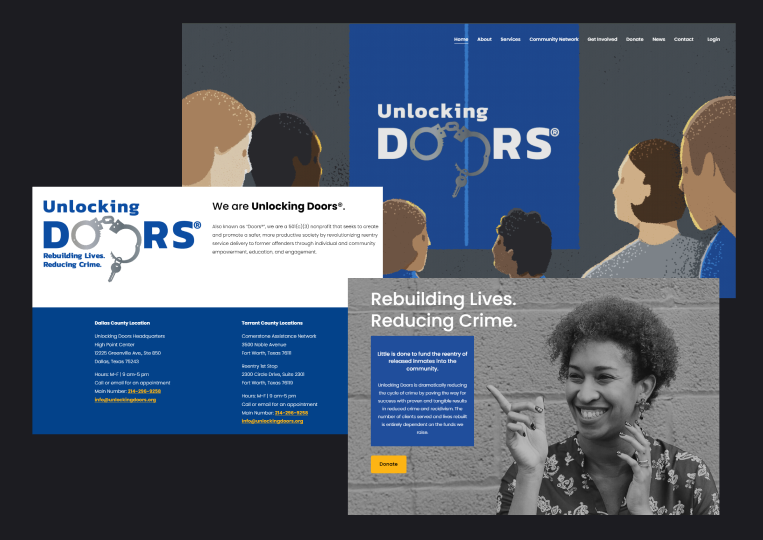 Home About Services Community Network Get Involved Donate News Contact Login
Unlocking
DOORS®
Unlocking
DOORS®
Rebuilding Lives.
Reducing Crime.
We are Unlocking Doors®.
Also known as "Doors®", we are a 501(c)(3) nonprofit that seeks to create
and promote a safer, more productive society by revolutionizing reentry
service delivery to former offenders through individual and community
empowerment, education, and engagement.
Dallas County Location
Unlocking Doors Headquarters
High Point Center
12225 Greenville Ave., Ste 850
Dallas, Texas 75243
Hours: M-F | 9 am-5 pm
Call or email for an appointment
Main Number: 214-296-9258
info@unlockingdoors.org
Tarrant County Locations
Cornerstone Assistance Network
3500 Noble Avenue
Fort Worth, Texas 76111
Reentry 1st Stop
2300 Circle Drive, Suite 2301
Fort Worth, Texas 76119
Hours: M-F | 9 am-5 pm
Call or email for an appointment
Main Number: 214-296-9258
info@unlockingdoors.org
Rebuilding Lives.
Reducing Crime.
Little is done to fund the reentry of
released inmates into the
community.
Unlocking Doors is dramatically reducing
the cycle of crime by paving the way for
success with proven and tangible results
in reduced crime and recidivism. The
number of clients served and lives rebuilt
is entirely dependent on the funds we
raise.
Donate